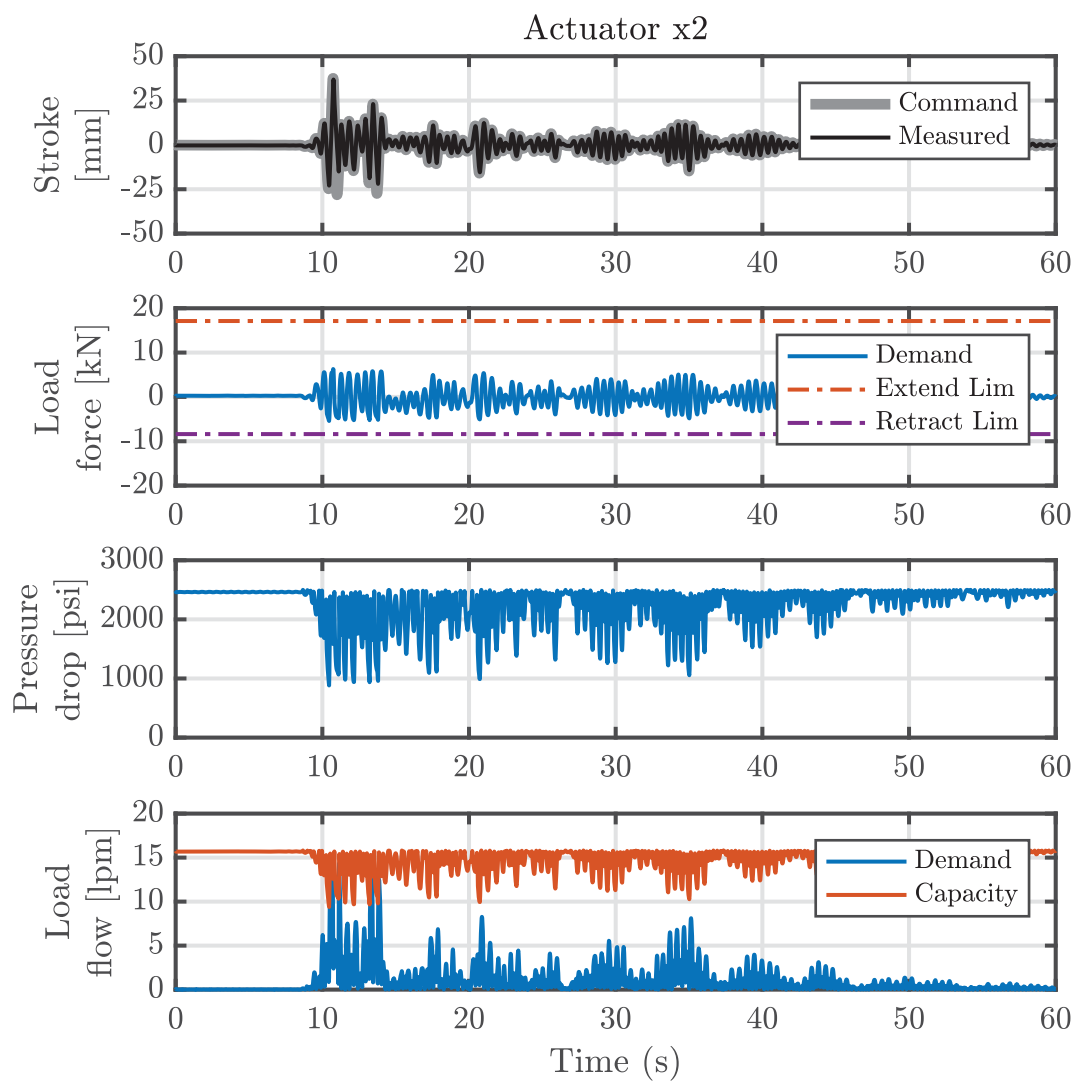 Actuator x2
Stroke
[mm]
50
25
0
-25
-50
Command
Measured
0 10 20 30 40 50 60
Load
force [kN]
20
10
0
-10
-20
Demand
Extend Lim
Retract Lim
0 10 20 30 40 50 60
Pressure
drop [psi]
3000
2000
1000
0
0 10 20 30 40 50 60
Load
flow [lpm]
20
15
10
5
0
Demand
Capacity
0 10 20 30 40 50 60
Time (s)